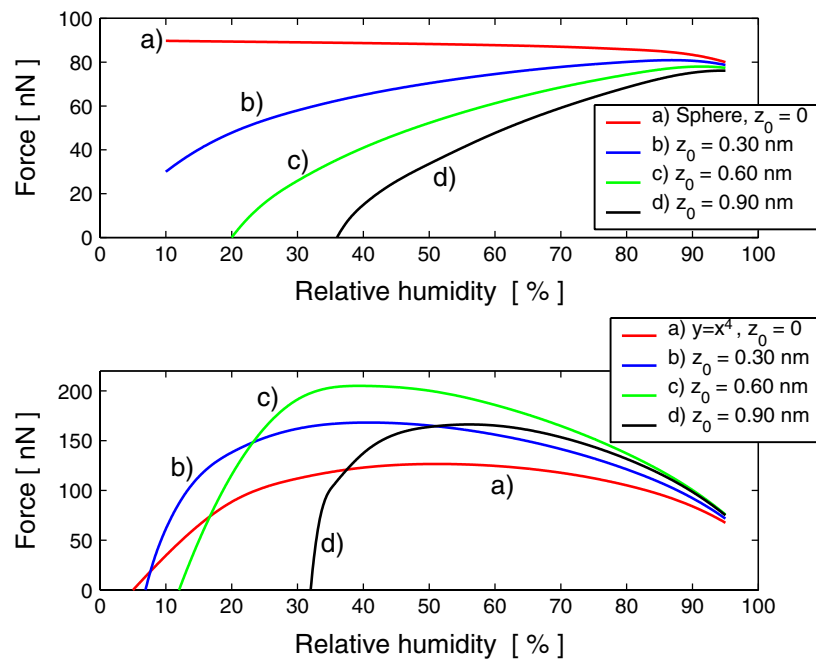 100
80
60
40
20
0
Force [ nN ]
a)
b)
c)
d)
a) Sphere, z₀ = 0
b) z₀ = 0.30 nm
c) z₀ = 0.60 nm
d) z₀ = 0.90 nm
0 10 20 30 40 50 60 70 80 90 100
Relative humidity [ % ]
a) y=x⁴ , z₀ = 0
b) z₀ = 0.30 nm
c) z₀ = 0.60 nm
d) z₀ = 0.90 nm
200
150
100
50
0
Force [ nN ]
c)
b)
a)
d)
0 10 20 30 40 50 60 70 80 90 100
Relative humidity [ % ]